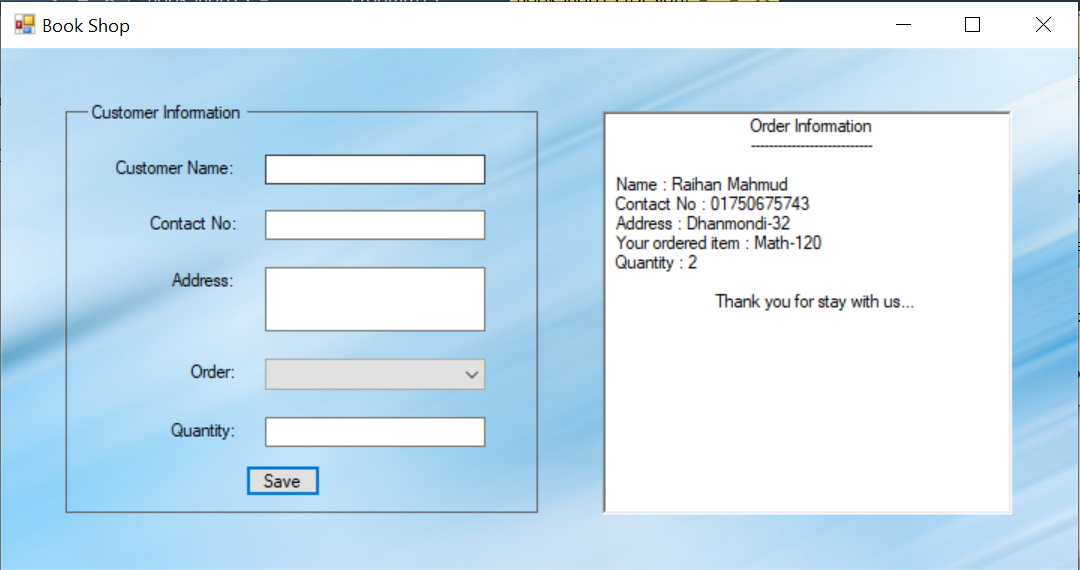 Book Shop
Customer Information
Customer Name:
Contact No:
Address:
Order:
Quantity:
Save
Order Information
---------------------------
Name : Raihan Mahmud
Contact No : 01750675743
Address : Dhanmondi-32
Your ordered item : Math-120
Quantity : 2
Thank you for stay with us...